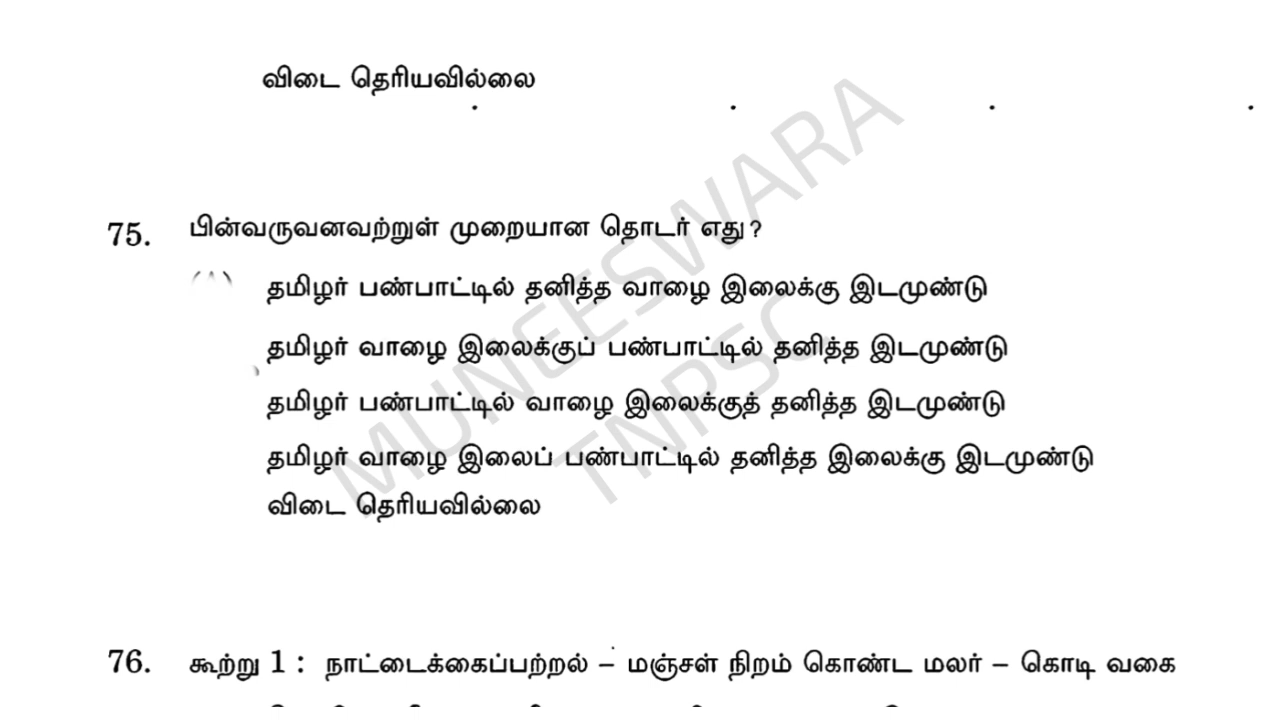 விடை தெரியவில்லை
75. பின்வருவனவற்றுள் முறையான தொடர் எது?
(A) தமிழர் பண்பாட்டில் தனித்த வாழை இலைக்கு இடமுண்டு
தமிழர் வாழை இலைக்குப் பண்பாட்டில் தனித்த இடமுண்டு
தமிழர் பண்பாட்டில் வாழை இலைக்குத் தனித்த இடமுண்டு
தமிழர் வாழை இலைப் பண்பாட்டில் தனித்த இலைக்கு இடமுண்டு
விடை தெரியவில்லை
MUNEESWARA
TNPSC
76. கூற்று 1 : நாட்டைக்கைப்பற்றல் – மஞ்சள் நிறம் கொண்ட மலர் – கொடி வகை